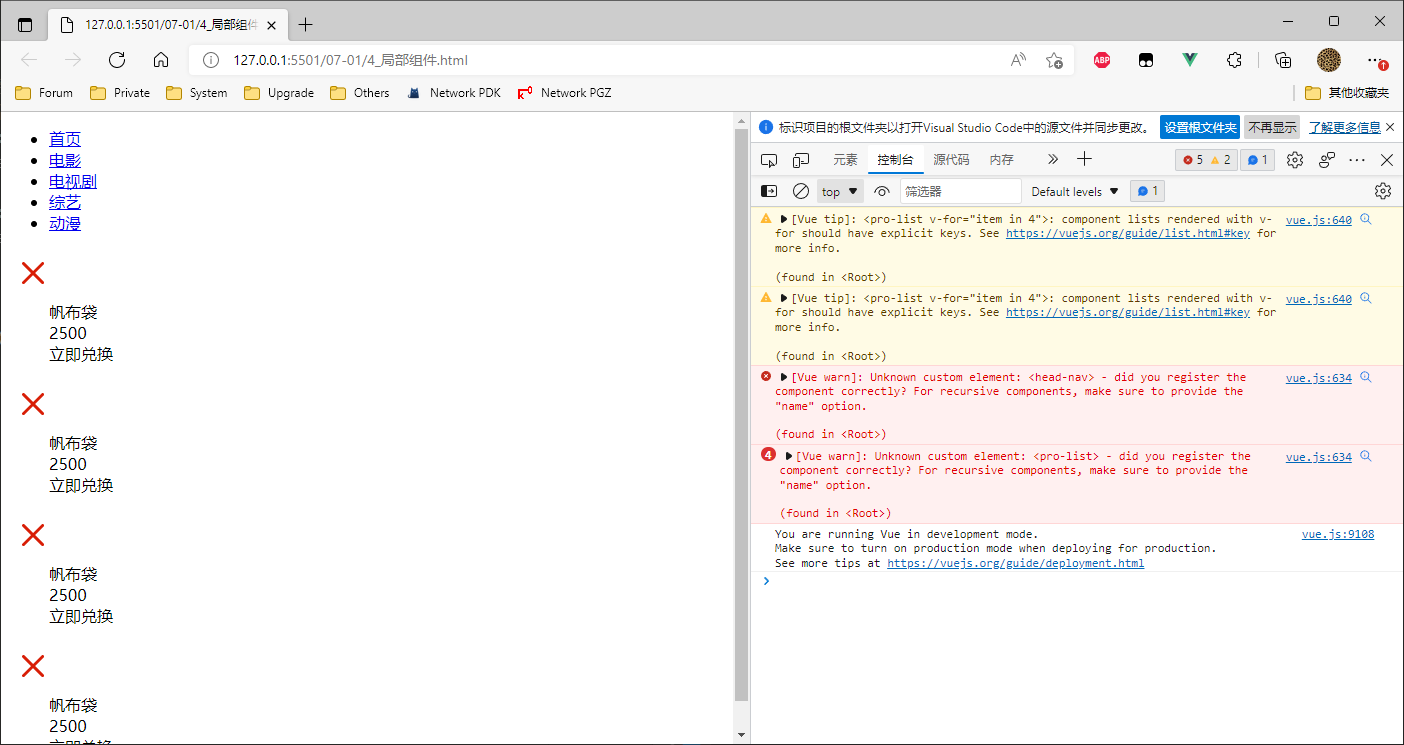 127.0.0.1:5501/07-01/4_局部组件
127.0.0.1:5501/07-01/4_局部组件.html
ABP
Forum Private System Upgrade Others Network PDK Network PGZ 其他收藏夹
首页
电影
电视剧
综艺
动漫
帆布袋
2500
立即兑换
帆布袋
2500
立即兑换
帆布袋
2500
立即兑换
帆布袋
2500
立即兑换
标识项目的根文件夹以打开Visual Studio Code中的源文件并同步更改。 设置根文件夹 不再显示 了解更多信息
元素 控制台 源代码 内存 5 2 1
top 筛选器 Default levels 1
[Vue tip]: <pro-list v-for="item in 4">: component lists rendered with v- vue.js:640
for should have explicit keys. See https://vuejs.org/guide/list.html#key for
more info.
(found in <Root>)
[Vue tip]: <pro-list v-for="item in 4">: component lists rendered with v- vue.js:640
for should have explicit keys. See https://vuejs.org/guide/list.html#key for
more info.
(found in <Root>)
[Vue warn]: Unknown custom element: <head-nav> - did you register the vue.js:634
component correctly? For recursive components, make sure to provide the
"name" option.
(found in <Root>)
4 [Vue warn]: Unknown custom element: <pro-list> - did you register the vue.js:634
component correctly? For recursive components, make sure to provide the
"name" option.
(found in <Root>)
You are running Vue in development mode. vue.js:9108
Make sure to turn on production mode when deploying for production.
See more tips at https://vuejs.org/guide/deployment.html